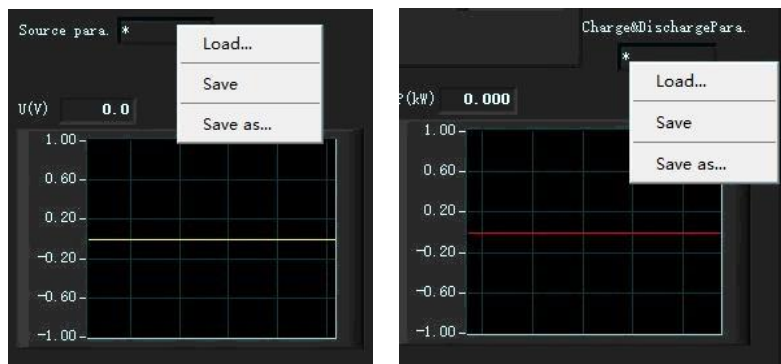 Source para. *
Load...
Save
Save as...
U(V) 0.0
1.00
0.60
0.20
-0.20
-0.60
-1.00
Charge&DischargePara.
*
Load...
Save
Save as...
(kW) 0.000
1.00
0.60
0.20
-0.20
-0.60
-1.00